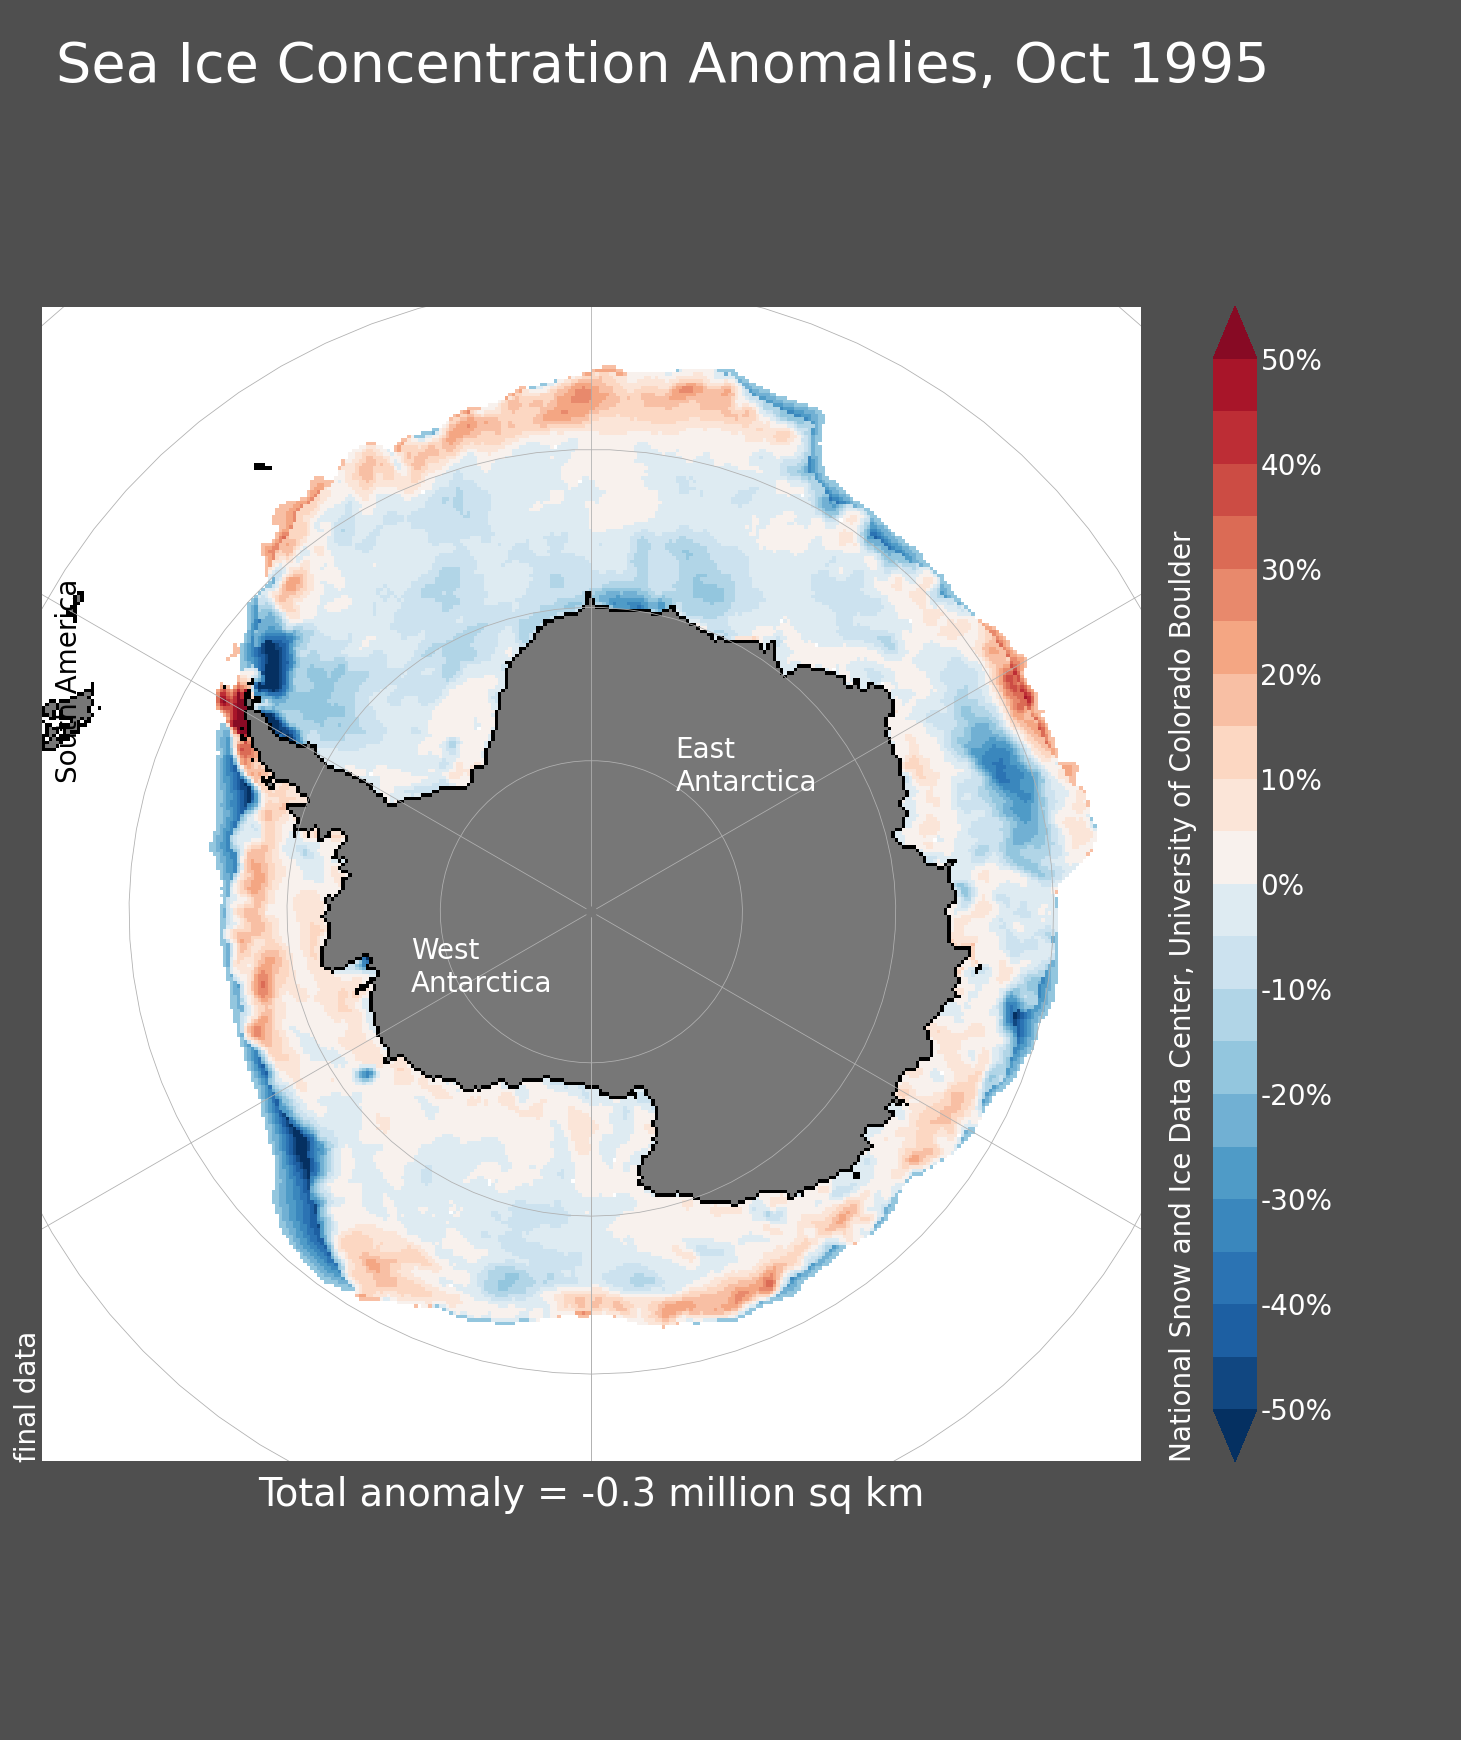 Sea Ice Concentration Anomalies, Oct 1995
South America
East
Antarctica
West
Antarctica
final data
National Snow and Ice Data Center, University of Colorado Boulder
50%
40%
30%
20%
10%
0%
-10%
-20%
-30%
-40%
-50%
Total anomaly = -0.3 million sq km